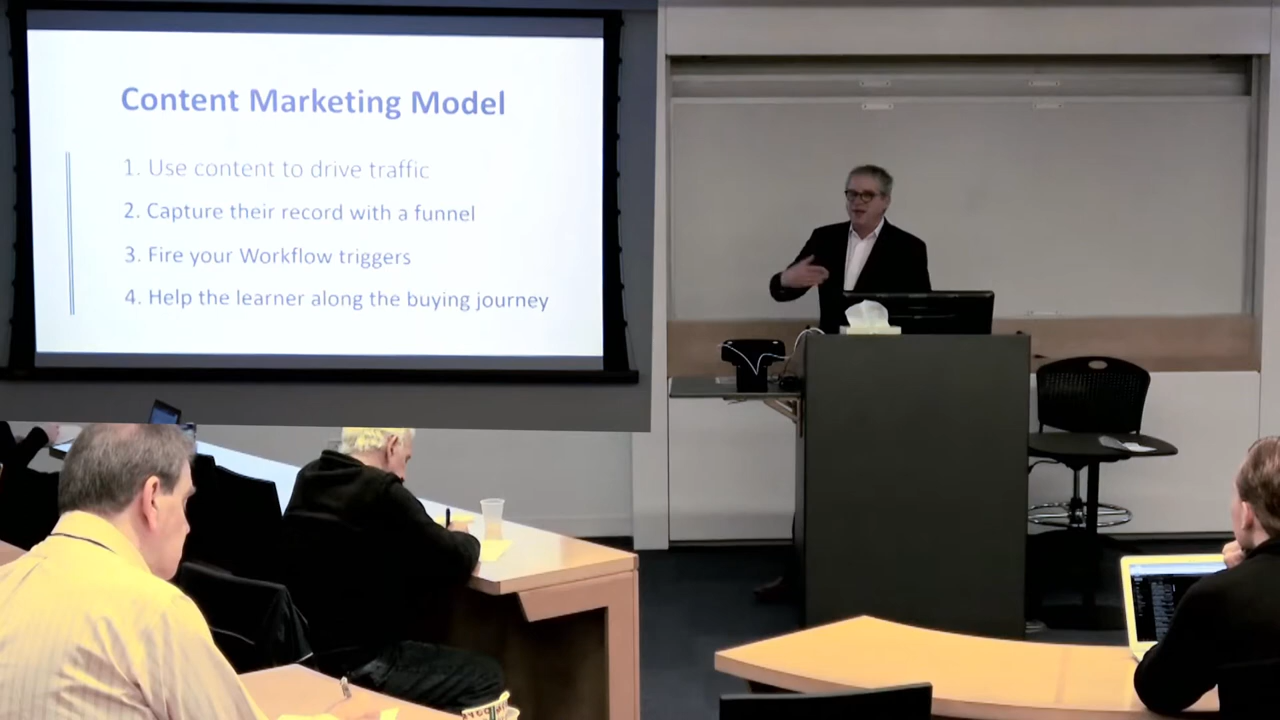 Content Marketing Model
1. Use content to drive traffic
2. Capture their record with a funnel
3. Fire your Workflow triggers
4. Help the learner along the buying journey